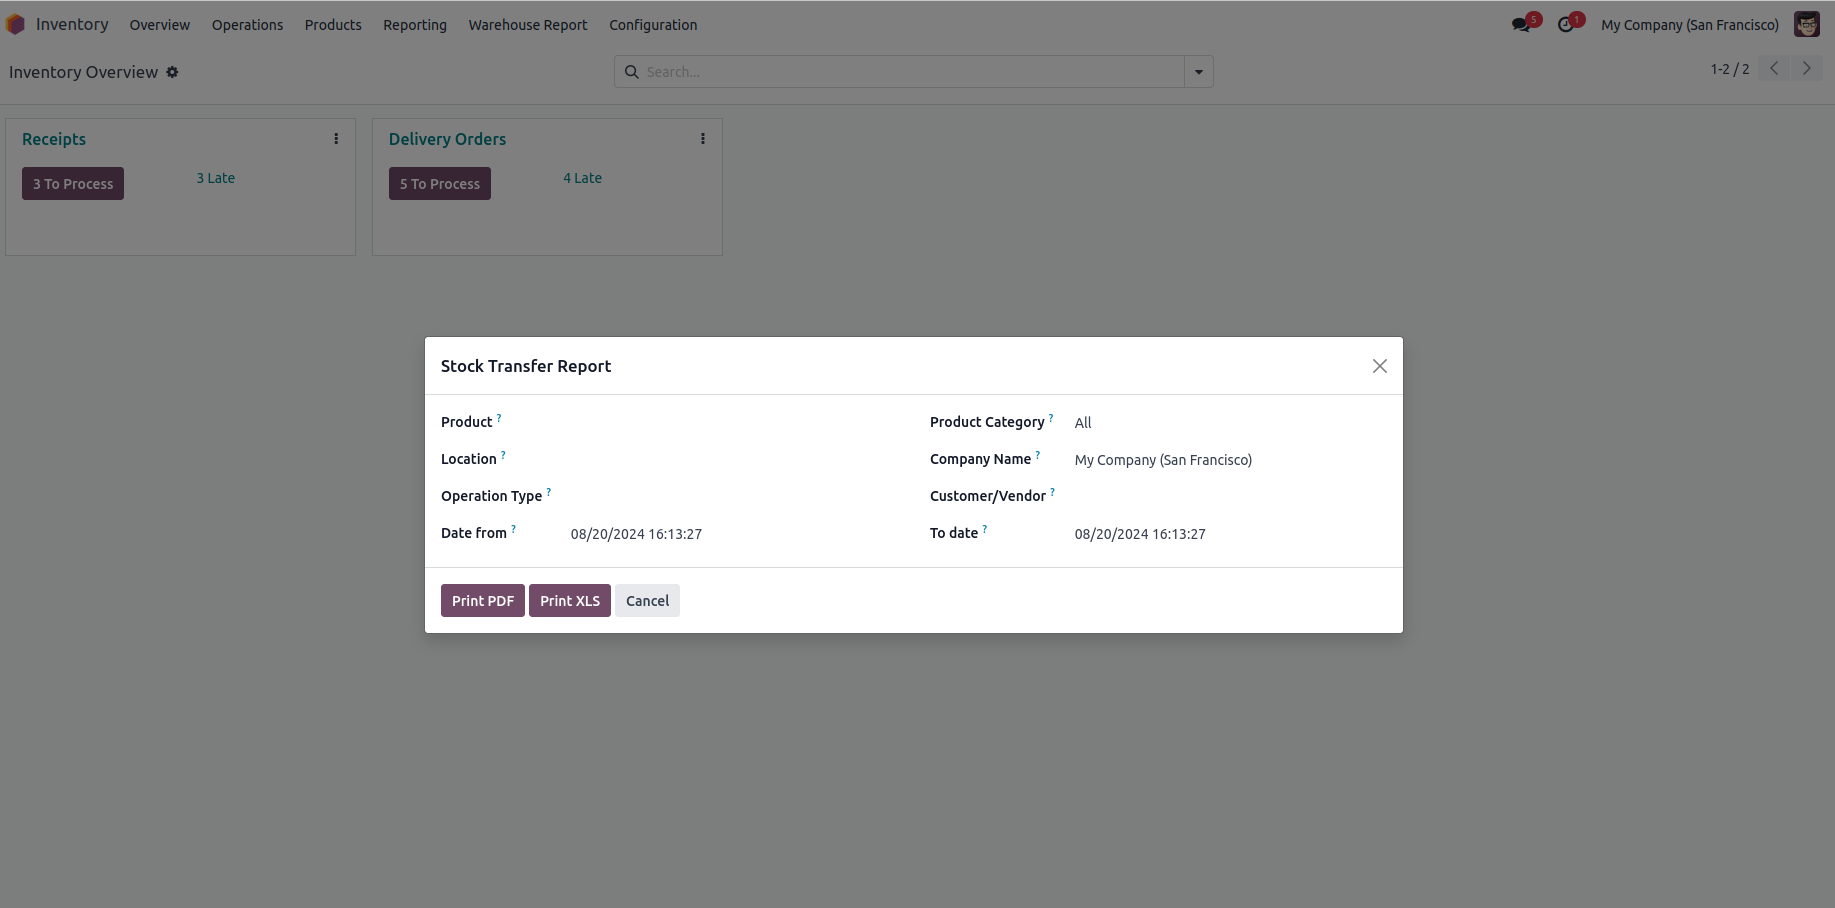 Inventory Overview Operations Products Reporting Warehouse Report Configuration 5 1 My Company (San Francisco)
Inventory Overview Search... 1-2 / 2
Receipts Delivery Orders
3 To Process 3 Late 5 To Process 4 Late
Stock Transfer Report
Product ? Product Category ? All
Location ? Company Name ? My Company (San Francisco)
Operation Type ? Customer/Vendor ?
Date from ? 08/20/2024 16:13:27 To date ? 08/20/2024 16:13:27
Print PDF Print XLS Cancel